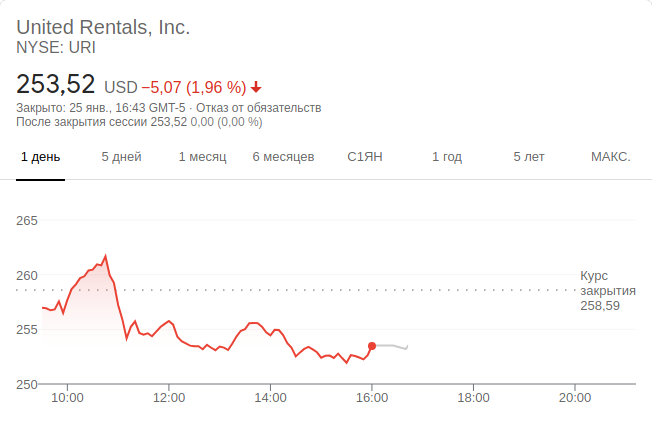 United Rentals, Inc.
NYSE: URI
253,52 USD −5,07 (1,96 %)
Закрыто: 25 янв., 16:43 GMT-5 · Отказ от обязательств
После закрытия сессии 253,52 0,00 (0,00 %)
1 день 5 дней 1 месяц 6 месяцев С1ЯН 1 год 5 лет МАКС.
265
260
255
250
Курс
закрытия
258,59
10:00 12:00 14:00 16:00 18:00 20:00